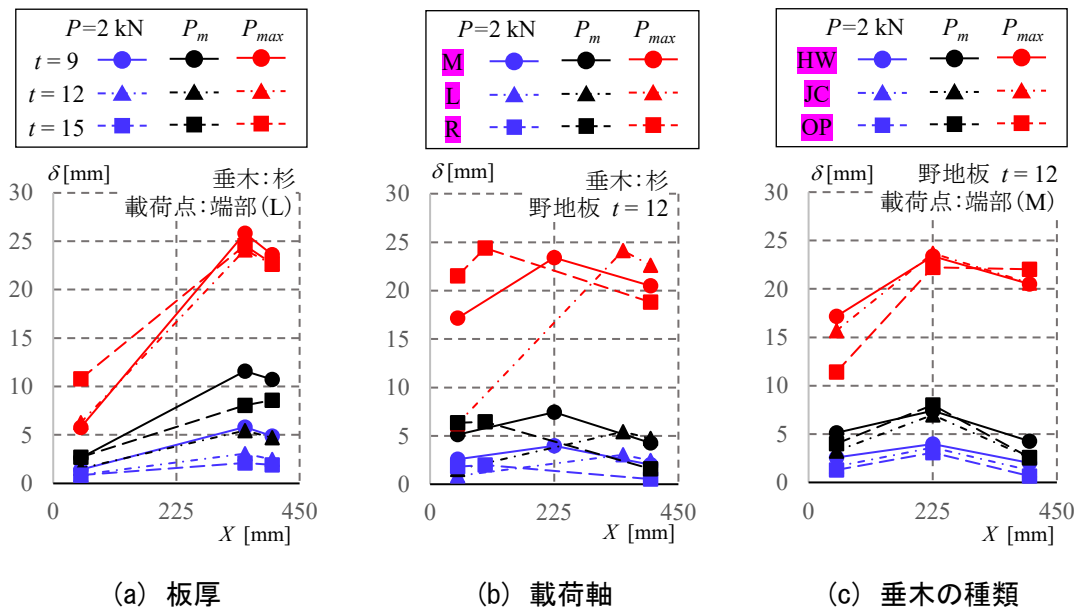 P=2 kN Pm Pmax
t = 9
t = 12
t = 15
δ [mm]
垂木：杉
載荷点：端部（L）
30
25
20
15
10
5
0
0 225 450
X [mm]
(a) 板厚
P=2 kN Pm Pmax
M
L
R
δ [mm]
垂木：杉
野地板 t = 12
30
25
20
15
10
5
0
0 225 450
X [mm]
(b) 載荷軸
P=2 kN Pm Pmax
HW
JC
OP
δ [mm]
野地板 t = 12
載荷点：端部（M）
30
25
20
15
10
5
0
0 225 450
X [mm]
(c) 垂木の種類